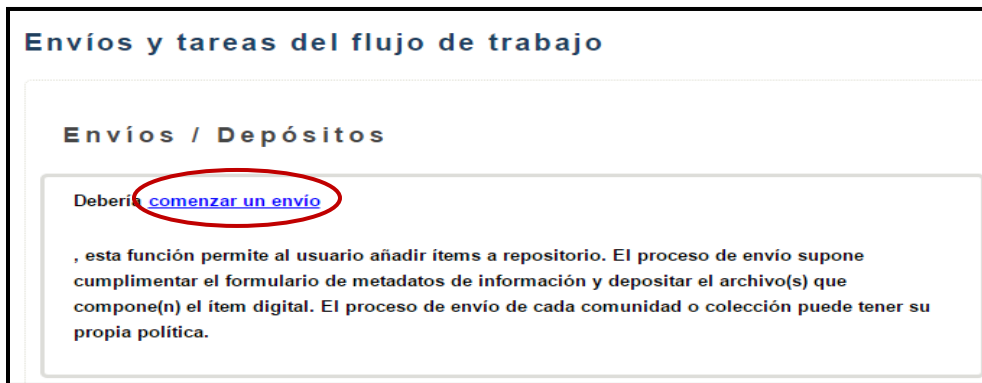 Envíos y tareas del flujo de trabajo
Envíos / Depósitos
Debería comenzar un envío
, esta función permite al usuario añadir ítems a repositorio. El proceso de envío supone
cumplimentar el formulario de metadatos de información y depositar el archivo(s) que
compone(n) el ítem digital. El proceso de envío de cada comunidad o colección puede tener su
propia política.